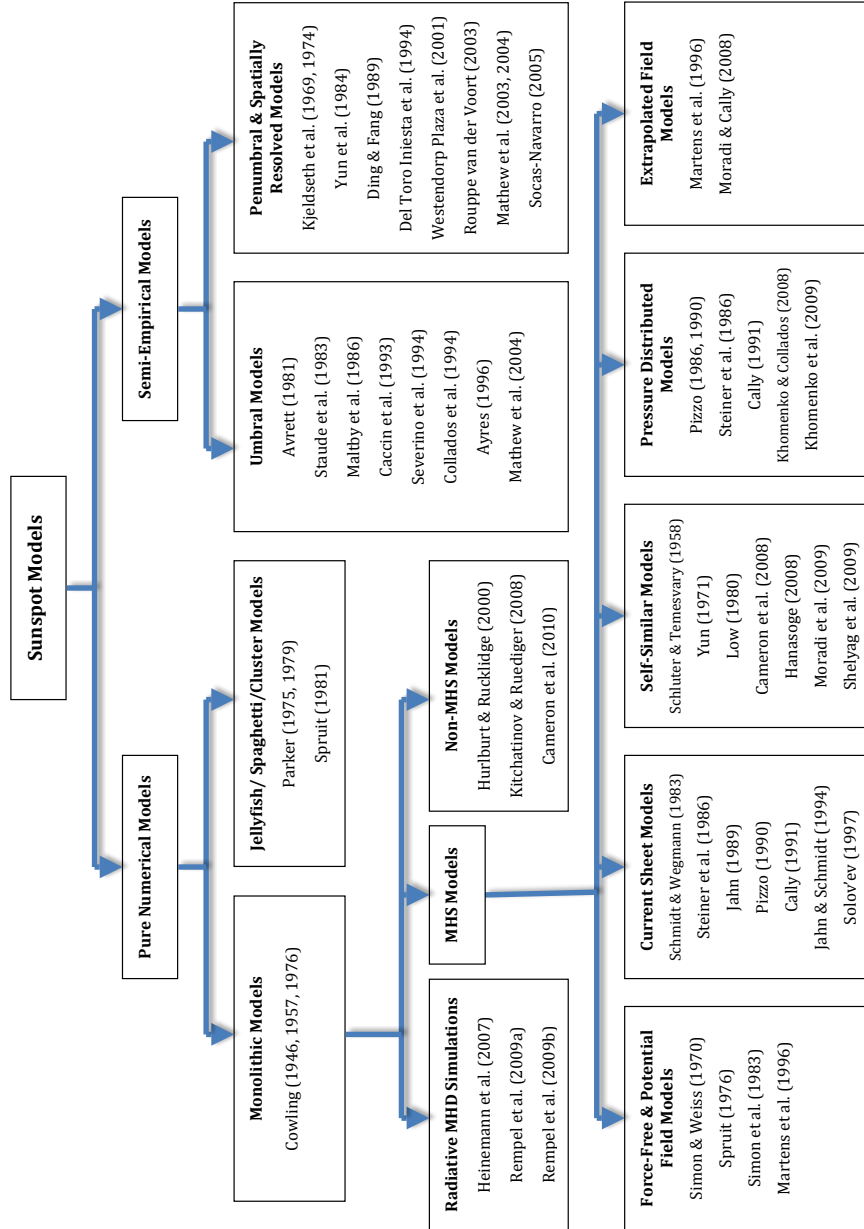 Sunspot Models
Pure Numerical Models
Semi-Empirical Models
Monolithic Models
Cowling (1946, 1957, 1976)
Jellyfish/ Spaghetti/Cluster Models
Parker (1975, 1979)
Spruit (1981)
Umbral Models
Avrett (1981)
Staude et al. (1983)
Maltby et al. (1986)
Caccin et al. (1993)
Severino et al. (1994)
Collados et al. (1994)
Ayres (1996)
Mathew et al. (2004)
Penumbral & Spatially
Resolved Models
Kjeldseth et al. (1969, 1974)
Yun et al. (1984)
Ding & Fang (1989)
Del Toro Iniesta et al. (1994)
Westendorp Plaza et al. (2001)
Rouppe van der Voort (2003)
Mathew et al. (2003, 2004)
Socas-Navarro (2005)
Radiative MHD Simulations
Heinemann et al. (2007)
Rempel et al. (2009a)
Rempel et al. (2009b)
MHS Models
Non-MHS Models
Hurlburt & Rucklidge (2000)
Kitchatinov & Ruediger (2008)
Cameron et al. (2010)
Force-Free & Potential
Field Models
Simon & Weiss (1970)
Spruit (1976)
Simon et al. (1983)
Martens et al. (1996)
Current Sheet Models
Schmidt & Wegmann (1983)
Steiner et al. (1986)
Jahn (1989)
Pizzo (1990)
Cally (1991)
Jahn & Schmidt (1994)
Solov'ev (1997)
Self-Similar Models
Schluter & Temesvary (1958)
Yun (1971)
Low (1980)
Cameron et al. (2008)
Hanasoge (2008)
Moradi et al. (2009)
Shelyag et al. (2009)
Pressure Distributed
Models
Pizzo (1986, 1990)
Steiner et al. (1986)
Cally (1991)
Khomenko & Collados (2008)
Khomenko et al. (2009)
Extrapolated Field
Models
Martens et al. (1996)
Moradi & Cally (2008)